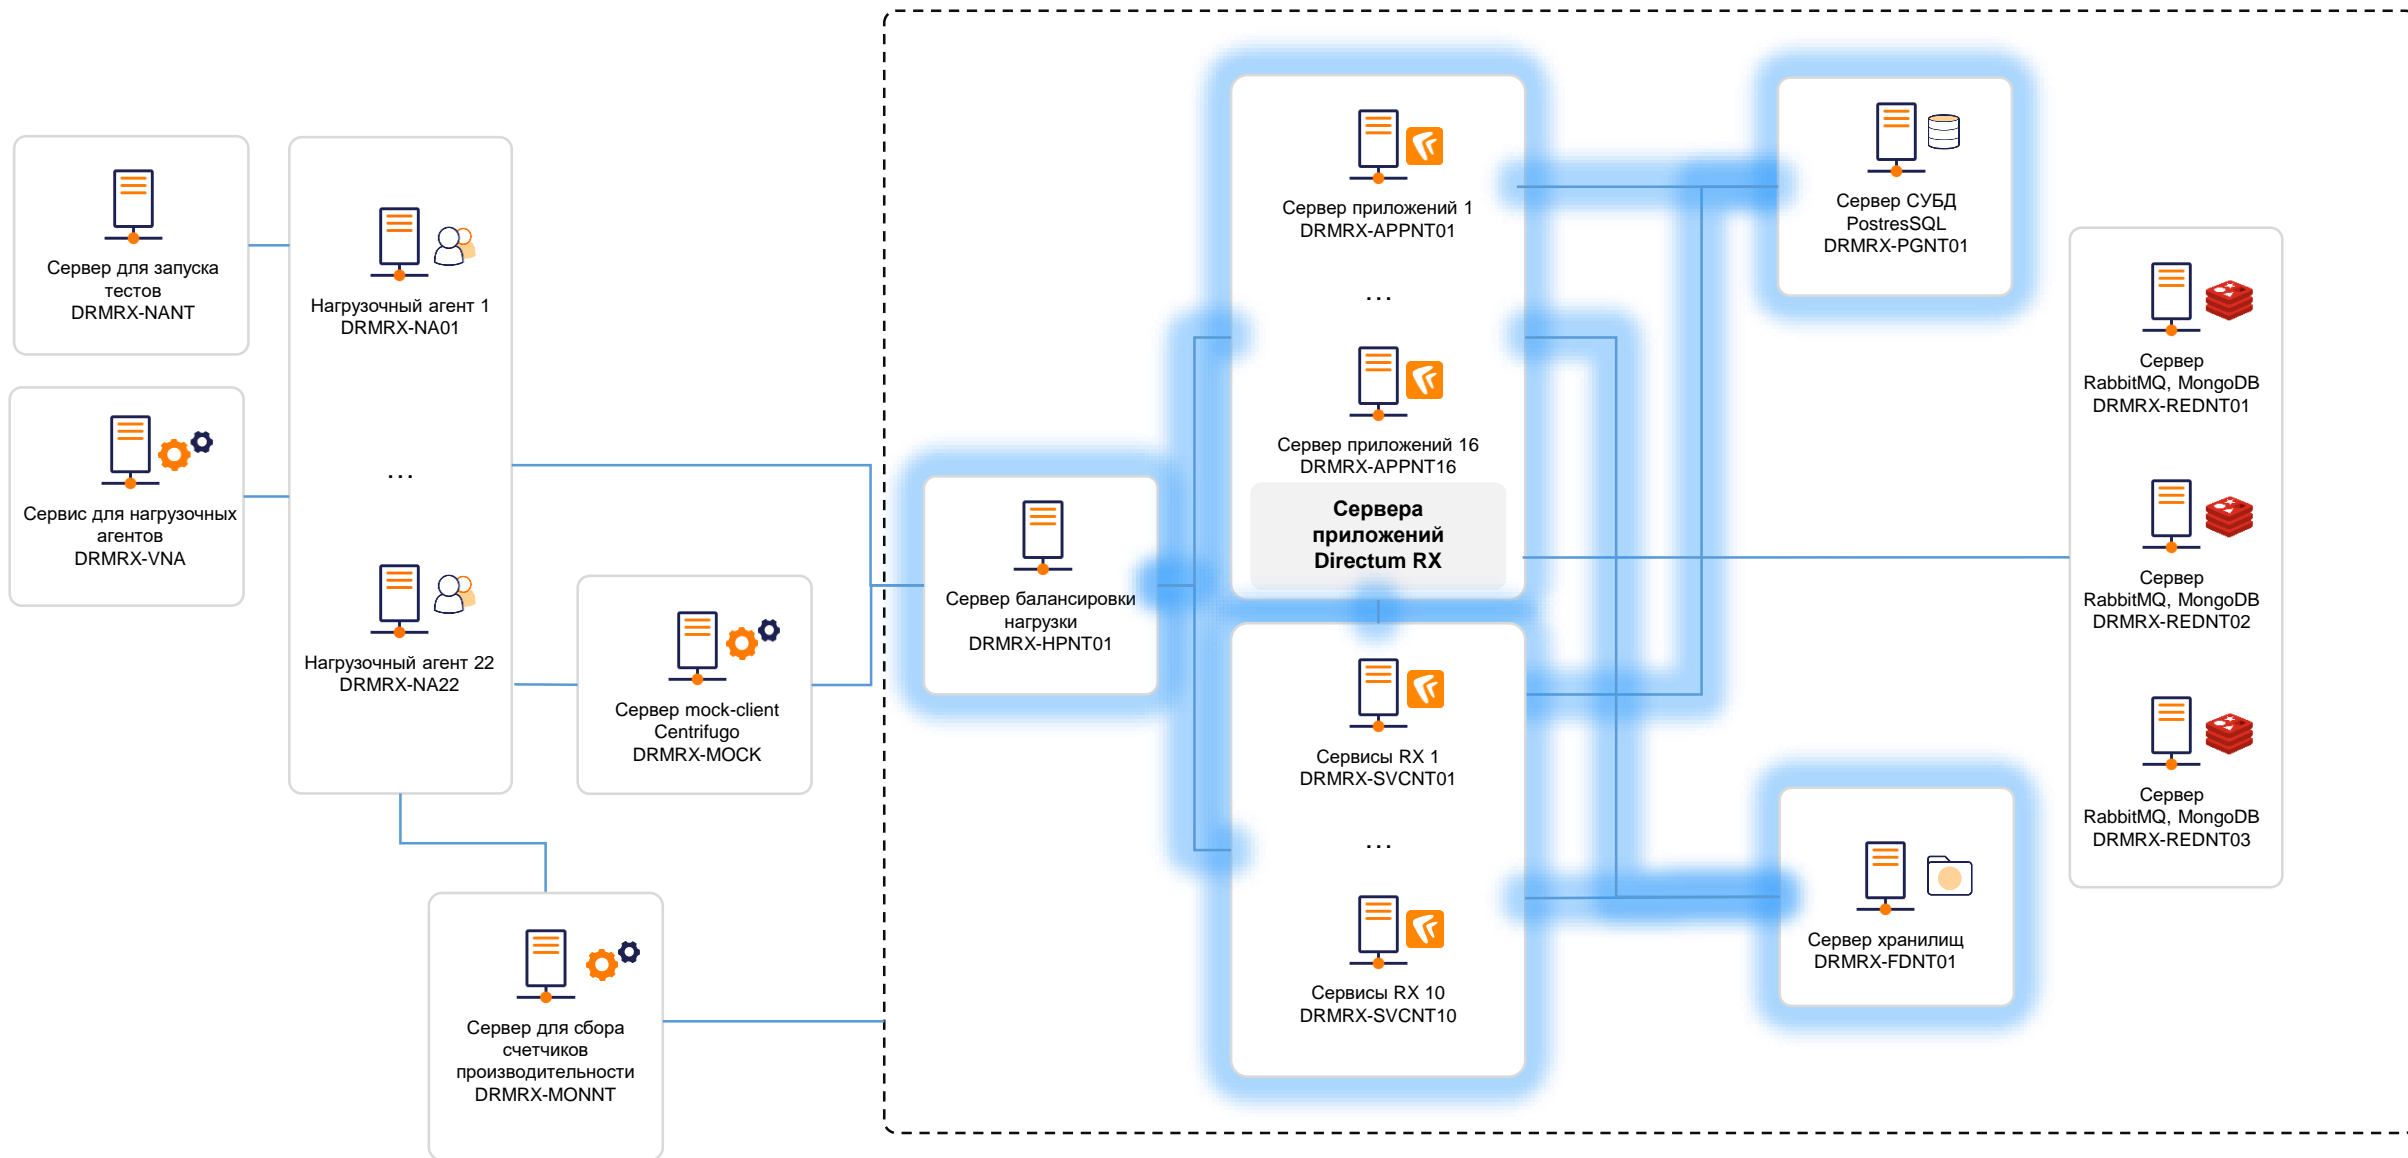 Сервер для запуска
тестов
DRMRX-NANT
Сервис для нагрузочных
агентов
DRMRX-VNA
Нагрузочный агент 1
DRMRX-NA01
...
Нагрузочный агент 22
DRMRX-NA22
Сервер mock-client
Centrifugo
DRMRX-MOCK
Сервер для сбора
счетчиков
производительности
DRMRX-MONNT
Сервер балансировки
нагрузки
DRMRX-HPNT01
Сервер приложений 1
DRMRX-APPNT01
...
Сервер приложений 16
DRMRX-APPNT16
Сервера
приложений
Directum RX
Сервисы RX 1
DRMRX-SVCNT01
...
Сервисы RX 10
DRMRX-SVCNT10
Сервер СУБД
PostresSQL
DRMRX-PGNT01
Сервер хранилищ
DRMRX-FDNT01
Сервер
RabbitMQ, MongoDB
DRMRX-REDNT01
Сервер
RabbitMQ, MongoDB
DRMRX-REDNT02
Сервер
RabbitMQ, MongoDB
DRMRX-REDNT03